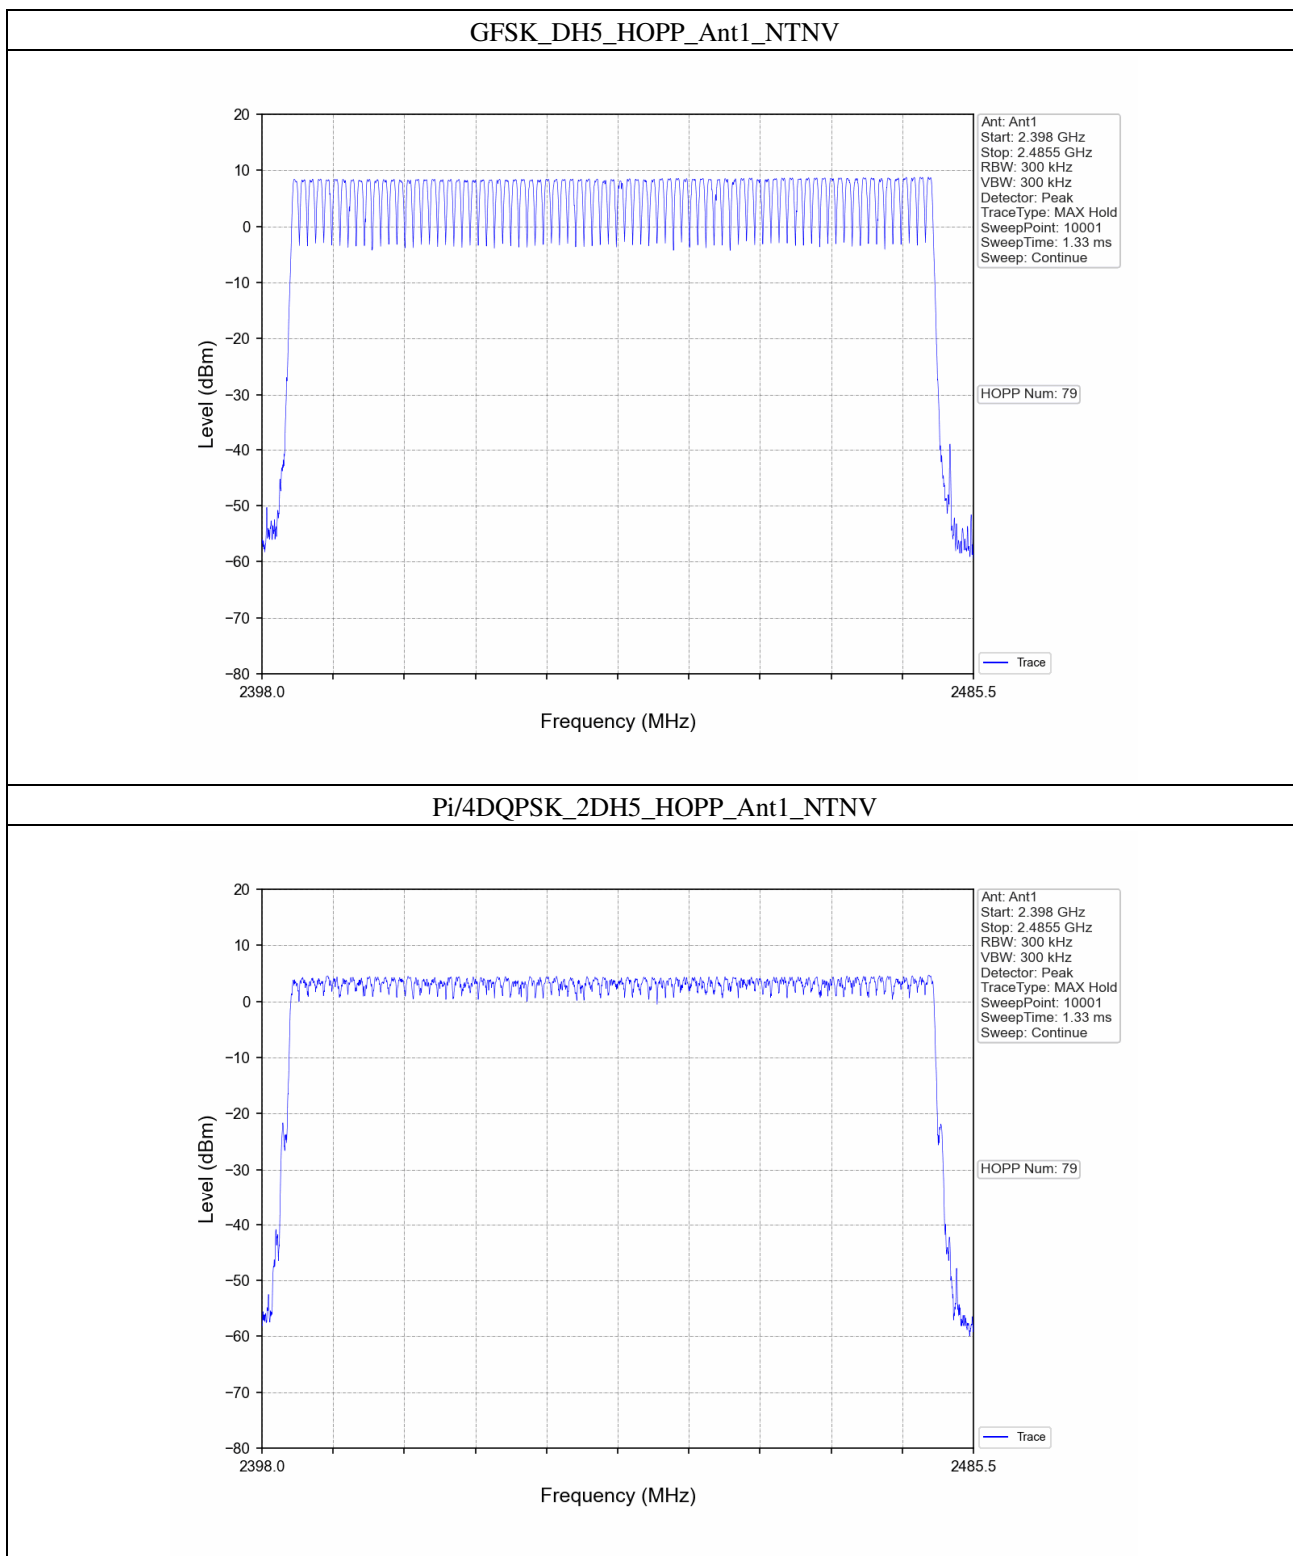 GFSK_DH5_HOPP_Ant1_NTNV
20
10
0
−10
−20
−30
−40
−50
−60
−70
−80
Level (dBm)
2398.0
2485.5
Frequency (MHz)
Ant: Ant1
Start: 2.398 GHz
Stop: 2.4855 GHz
RBW: 300 kHz
VBW: 300 kHz
Detector: Peak
TraceType: MAX Hold
SweepPoint: 10001
SweepTime: 1.33 ms
Sweep: Continue
HOPP Num: 79
Trace
Pi/4DQPSK_2DH5_HOPP_Ant1_NTNV
20
10
0
−10
−20
−30
−40
−50
−60
−70
−80
Level (dBm)
2398.0
2485.5
Frequency (MHz)
Ant: Ant1
Start: 2.398 GHz
Stop: 2.4855 GHz
RBW: 300 kHz
VBW: 300 kHz
Detector: Peak
TraceType: MAX Hold
SweepPoint: 10001
SweepTime: 1.33 ms
Sweep: Continue
HOPP Num: 79
Trace